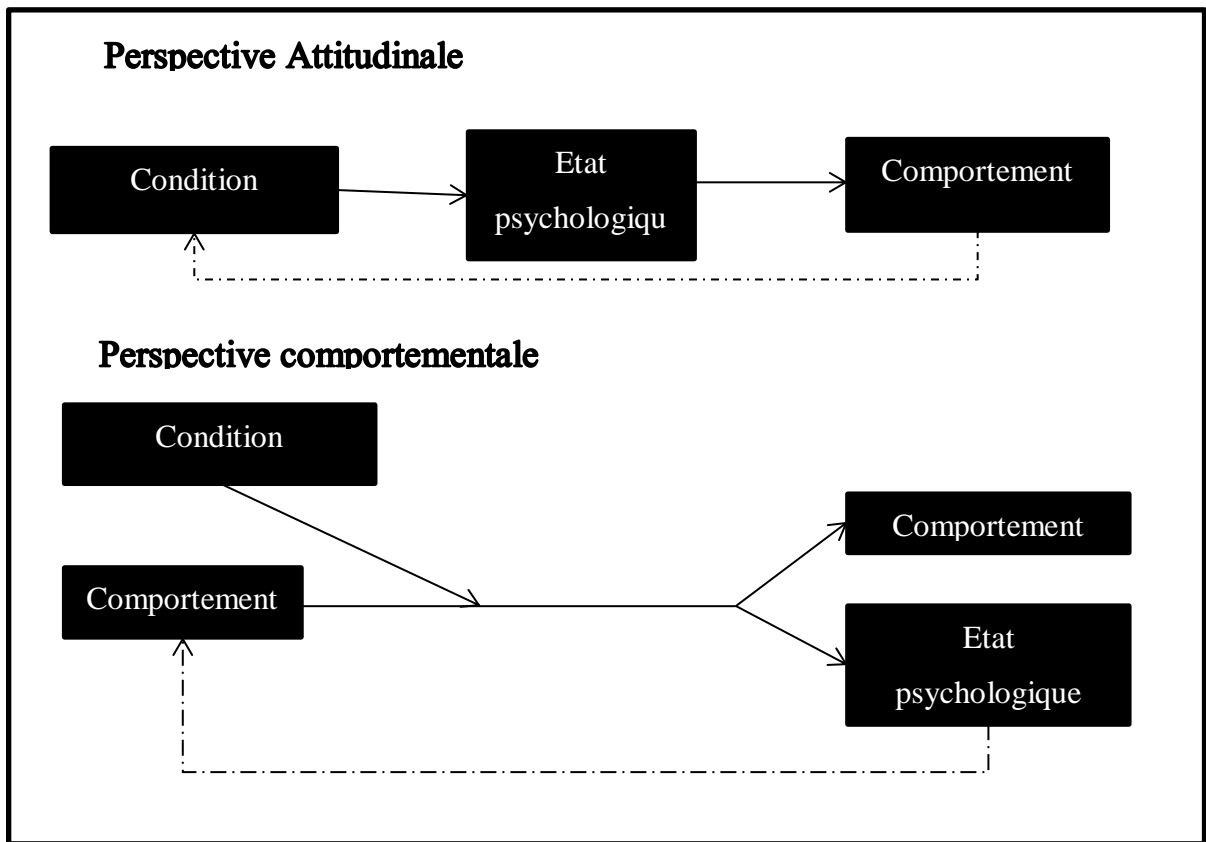 Perspective Attitudinale
Condition
Etat
psychologiqu
Comportement
Perspective comportementale
Condition
Comportement
Comportement
Etat
psychologique